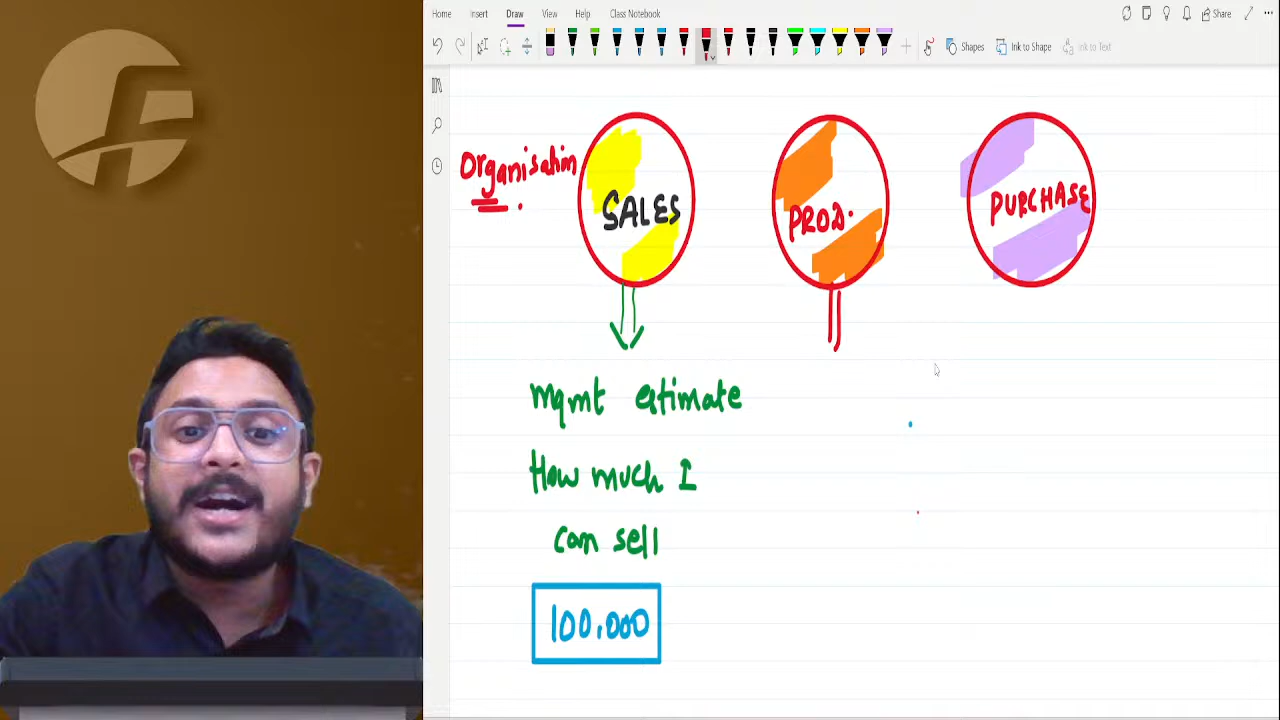 Home Insert Draw View Help Class Notebook Share
Shapes Ink to Shape Ink to Text
Organisation
SALES
PROD.
PURCHASE
Mgmt estimate
How much I
can sell
100,000